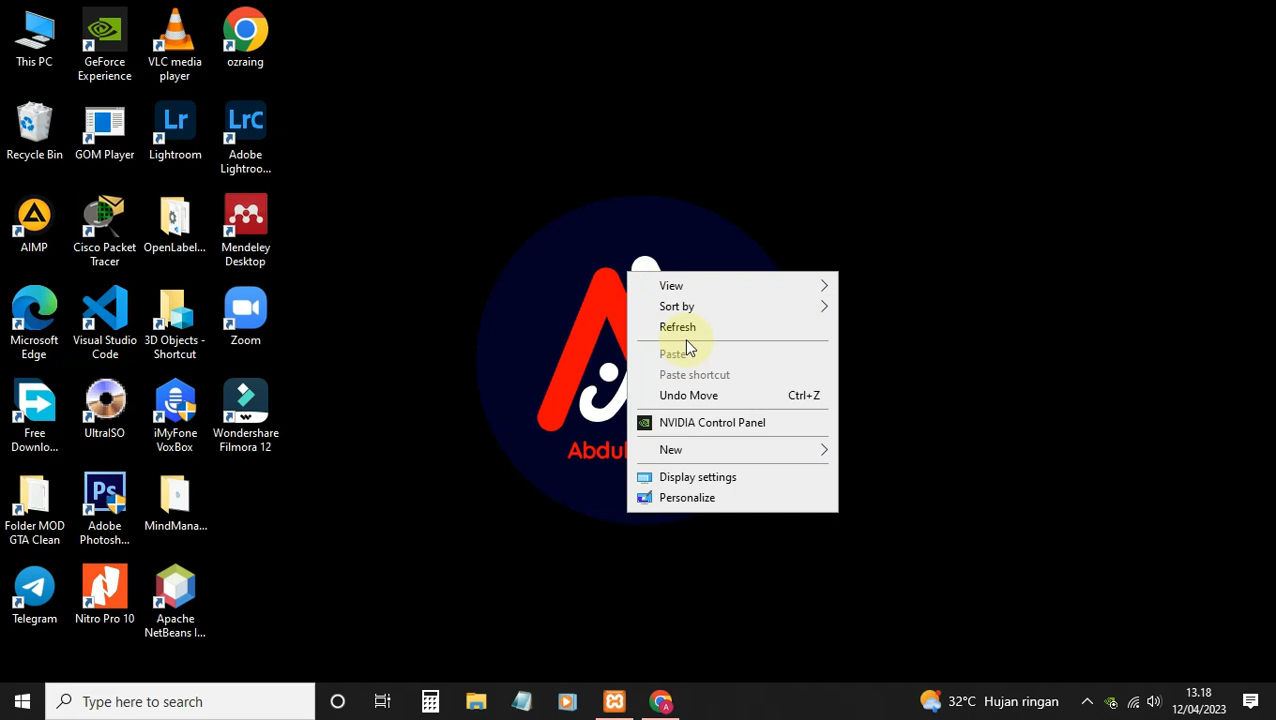 This PC
GeForce
Experience
VLC media
player
ozraing
Recycle Bin
GOM Player
Lr
Lightroom
LrC
Adobe
Lightroo...
AIMP
Cisco Packet
Tracer
OpenLabel...
Mendeley
Desktop
Microsoft
Edge
Visual Studio
Code
3D Objects -
Shortcut
Zoom
Free
Downlo...
UltraISO
iMyFone
VoxBox
Wondershare
Filmora 12
Folder MOD
GTA Clean
Ps
Adobe
Photosh...
MindMana...
Telegram
Nitro Pro 10
Apache
NetBeans I...
Abdul
View
Sort by
Refresh
Paste
Paste shortcut
Undo Move Ctrl+Z
NVIDIA Control Panel
New
Display settings
Personalize
Type here to search
A
32°C Hujan ringan
13.18
12/04/2023